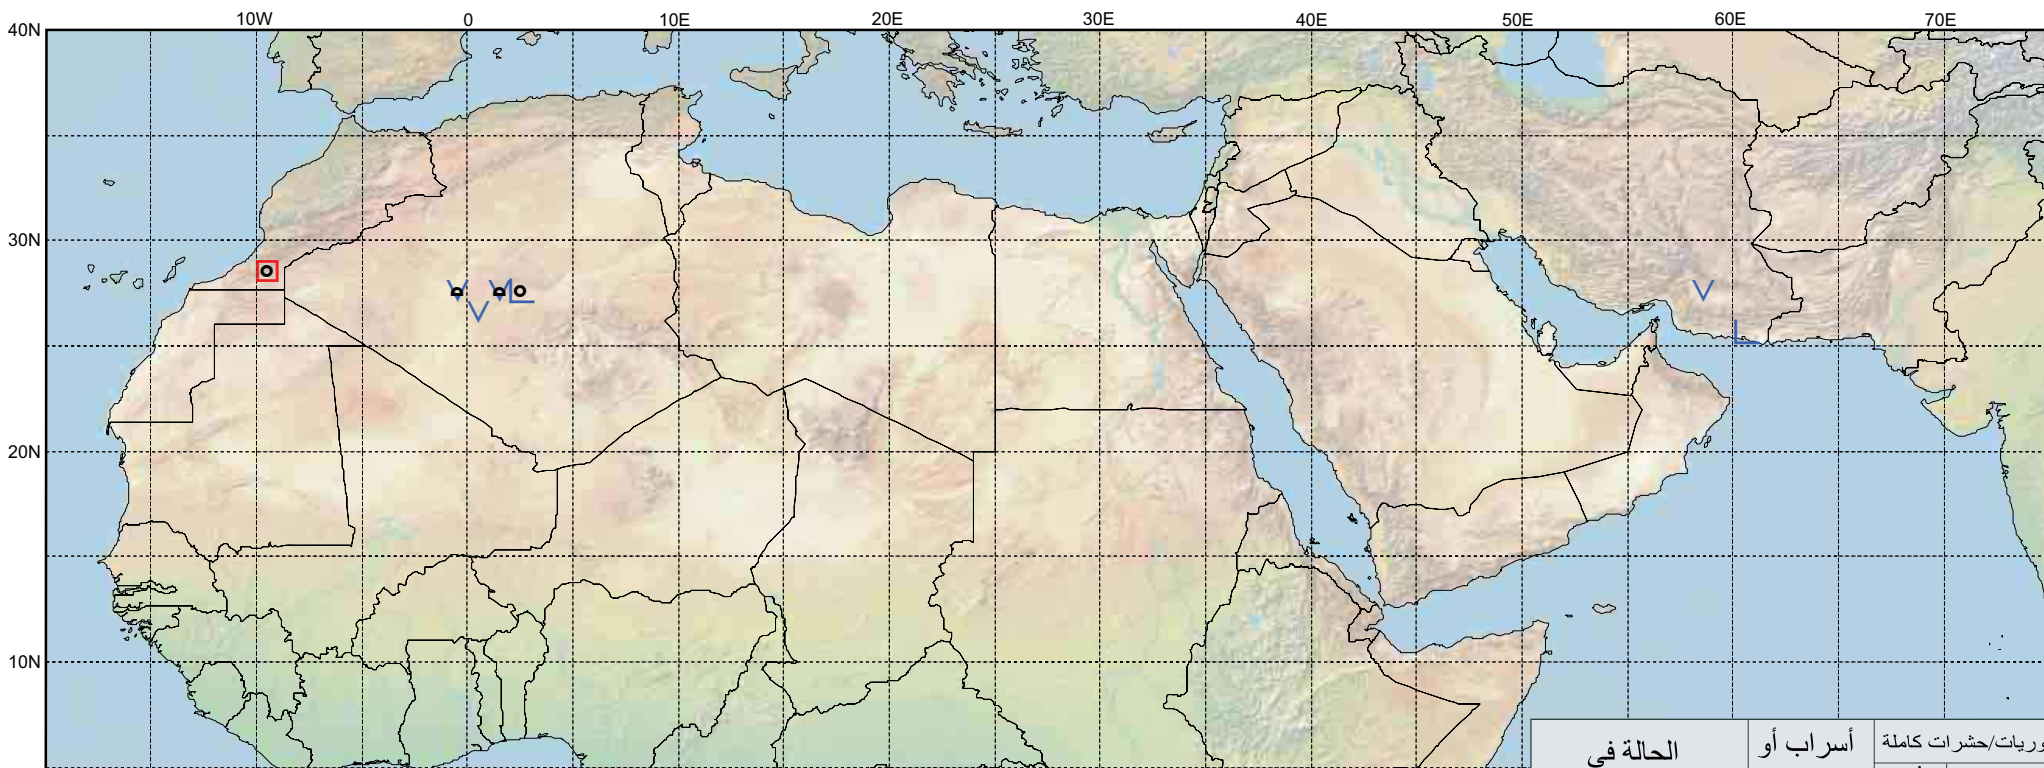 10W 0 10E 20E 30E 40E 50E 60E 70E
40N
30N
20N
10N
الحالة في
أسراب أو
وريات/حشرات كاملة